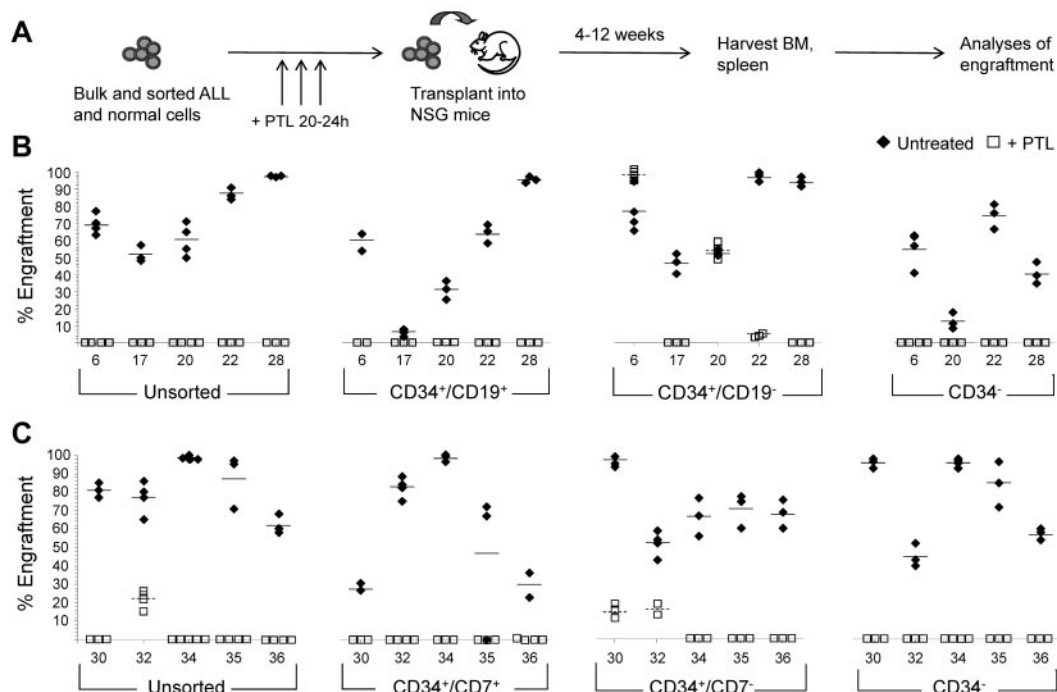 A
Bulk and sorted ALL
and normal cells
+ PTL 20-24h
Transplant into
NSG mice
4-12 weeks
Harvest BM,
spleen
Analyses of
engraftment
B
◆ Untreated □ + PTL
% Engraftment
100
90
80
70
60
50
40
30
20
10
6 17 20 22 28
Unsorted
6 17 20 22 28
CD34⁺/CD19⁺
6 17 20 22 28
CD34⁺/CD19⁻
6 20 22 28
CD34⁻
C
% Engraftment
100
90
80
70
60
50
40
30
20
10
30 32 34 35 36
Unsorted
30 32 34 35 36
CD34⁺/CD7⁺
30 32 34 35 36
CD34⁺/CD7⁻
30 32 34 35 36
CD34⁻